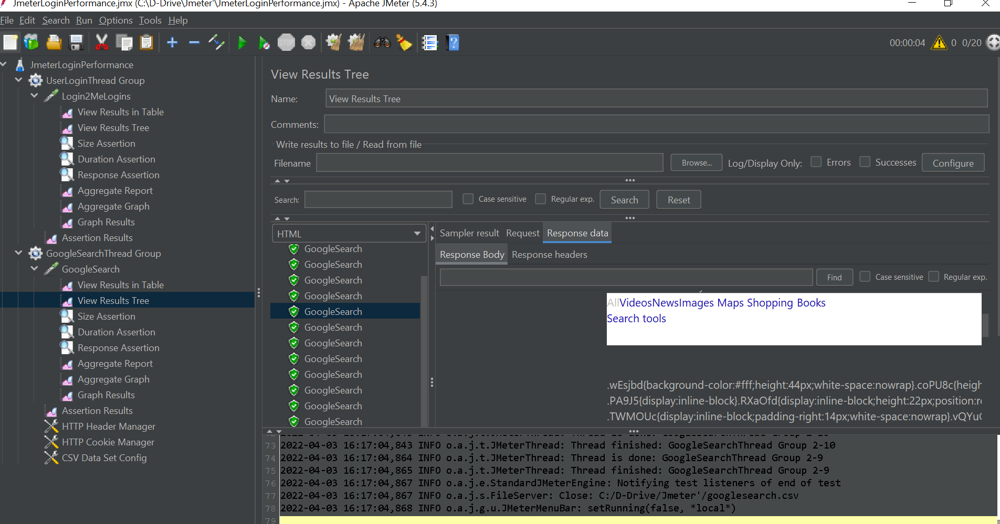 JmeterLoginPerformance.jmx (C:\D-Drive\Jmeter'\JmeterLoginPerformance.jmx) - Apache JMeter (5.4.3)
File Edit Search Run Options Tools Help
STOP
00:00:04 0 0/20
JmeterLoginPerformance
UserLoginThread Group
Login2MeLogins
View Results in Table
View Results Tree
Size Assertion
Duration Assertion
Response Assertion
Aggregate Report
Aggregate Graph
Graph Results
Assertion Results
GoogleSearchThread Group
GoogleSearch
View Results in Table
View Results Tree
Size Assertion
Duration Assertion
Response Assertion
Aggregate Report
Aggregate Graph
Graph Results
Assertion Results
HTTP Header Manager
HTTP Cookie Manager
CSV Data Set Config
View Results Tree
Name: View Results Tree
Comments:
Write results to file / Read from file
Filename Browse... Log/Display Only: Errors Successes Configure
Search: Case sensitive Regular exp. Search Reset
HTML
GoogleSearch
GoogleSearch
GoogleSearch
GoogleSearch
GoogleSearch
GoogleSearch
GoogleSearch
GoogleSearch
GoogleSearch
GoogleSearch
GoogleSearch
GoogleSearch
Sampler result Request Response data
Response Body Response headers
Find Case sensitive Regular exp.
AllVideosNewsImages Maps Shopping Books
Search tools
.wEsjbd{background-color:#fff;height:44px;white-space:nowrap}.coPU8c{heigh
.PA9J5{display:inline-block}.RXaOfd{display:inline-block;height:22px;position:re
.TWMOUc{display:inline-block;padding-right:14px;white-space:nowrap}.vQYuC
73 2022-04-03 16:17:04,843 INFO o.a.j.t.JMeterThread: Thread finished: GoogleSearchThread Group 2-10
74 2022-04-03 16:17:04,864 INFO o.a.j.t.JMeterThread: Thread is done: GoogleSearchThread Group 2-9
75 2022-04-03 16:17:04,865 INFO o.a.j.t.JMeterThread: Thread finished: GoogleSearchThread Group 2-9
76 2022-04-03 16:17:04,867 INFO o.a.j.e.StandardJMeterEngine: Notifying test listeners of end of test
77 2022-04-03 16:17:04,867 INFO o.a.j.s.FileServer: Close: C:/D-Drive/Jmeter'/googlesearch.csv
78 2022-04-03 16:17:04,868 INFO o.a.j.g.u.JMeterMenuBar: setRunning(false, *local*)
79